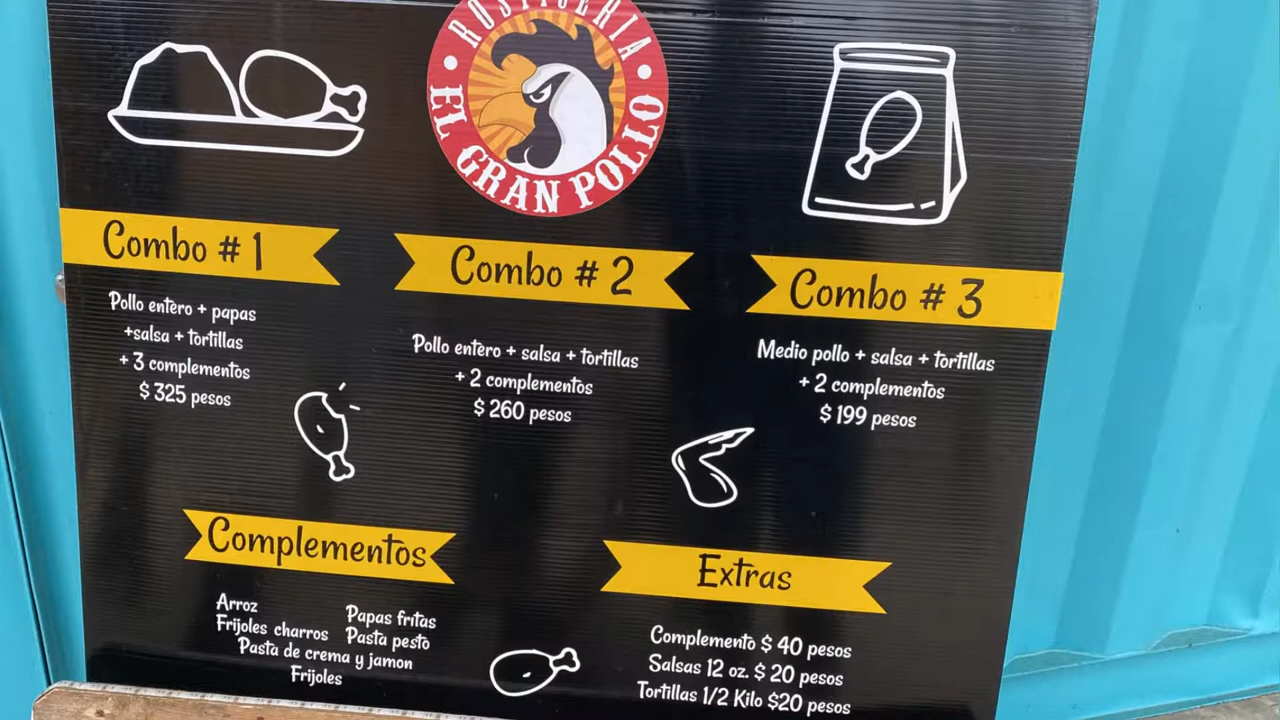 ROSTICERIA
EL GRAN POLLO
Combo # 1
Pollo entero + papas
+salsa + tortillas
+ 3 complementos
$ 325 pesos
Combo # 2
Pollo entero + salsa + tortillas
+ 2 complementos
$ 260 pesos
Combo # 3
Medio pollo + salsa + tortillas
+ 2 complementos
$ 199 pesos
Complementos
Arroz
Frijoles charros
Papas fritas
Pasta pesto
Pasta de crema y jamon
Frijoles
Extras
Complemento $ 40 pesos
Salsas 12 oz. $ 20 pesos
Tortillas 1/2 Kilo $20 pesos